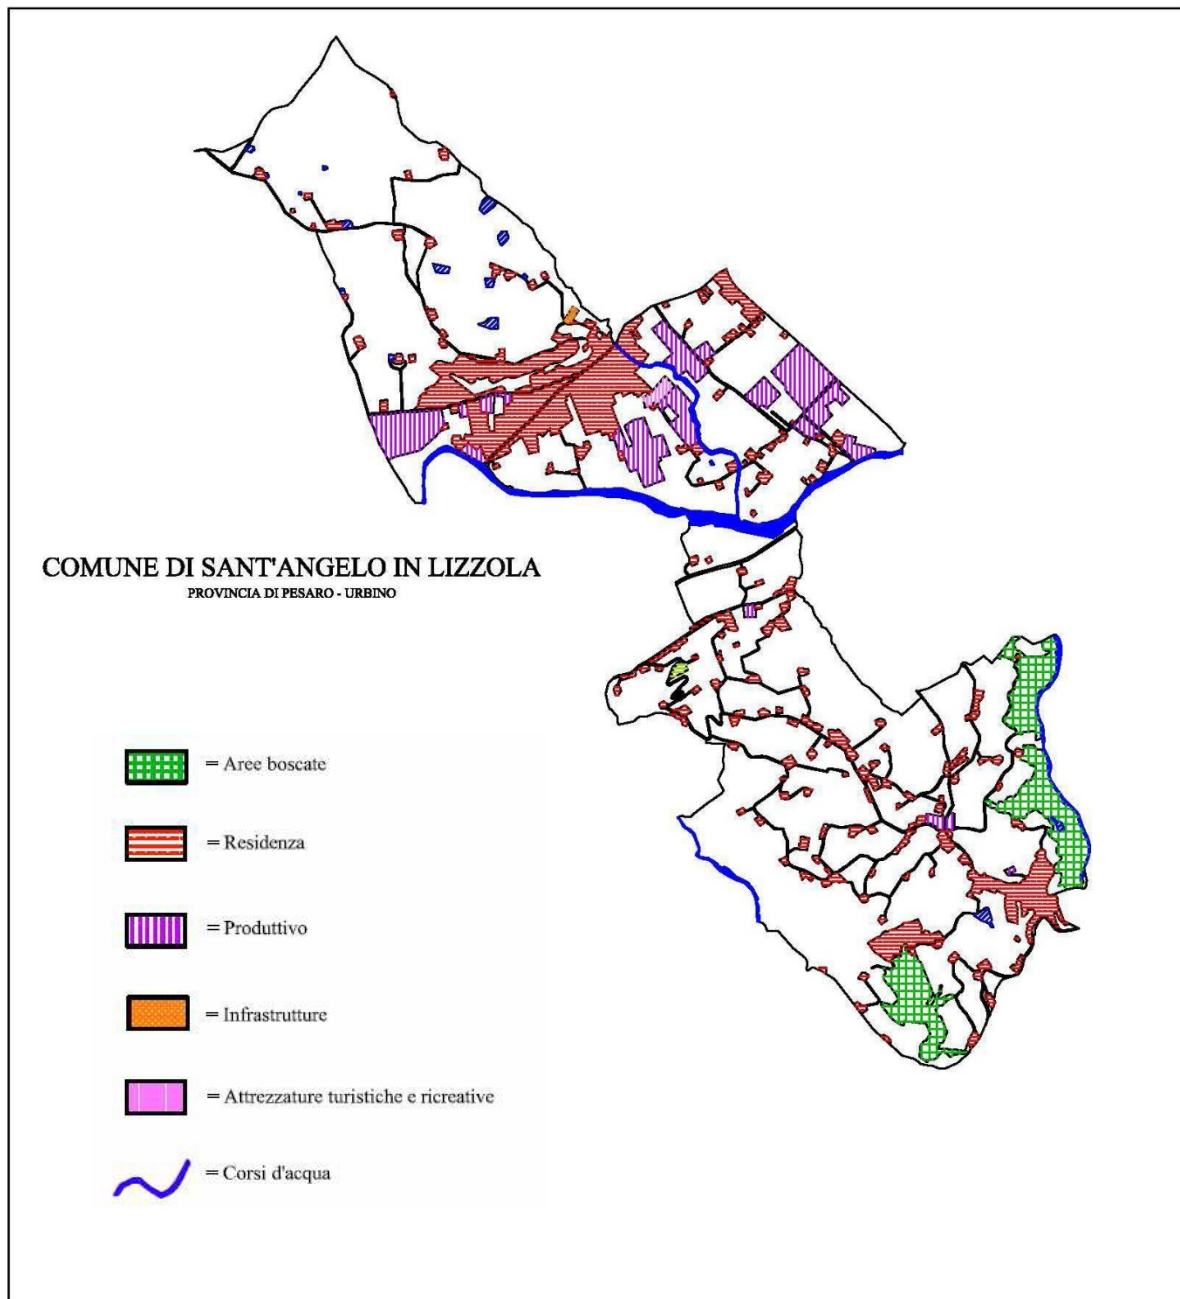 COMUNE DI SANT'ANGELO IN LIZZOLA
PROVINCIA DI PESARO - URBINO
= Aree boscate
= Residenza
= Produttivo
= Infrastrutture
= Attrezzature turistiche e ricreative
= Corsi d'acqua